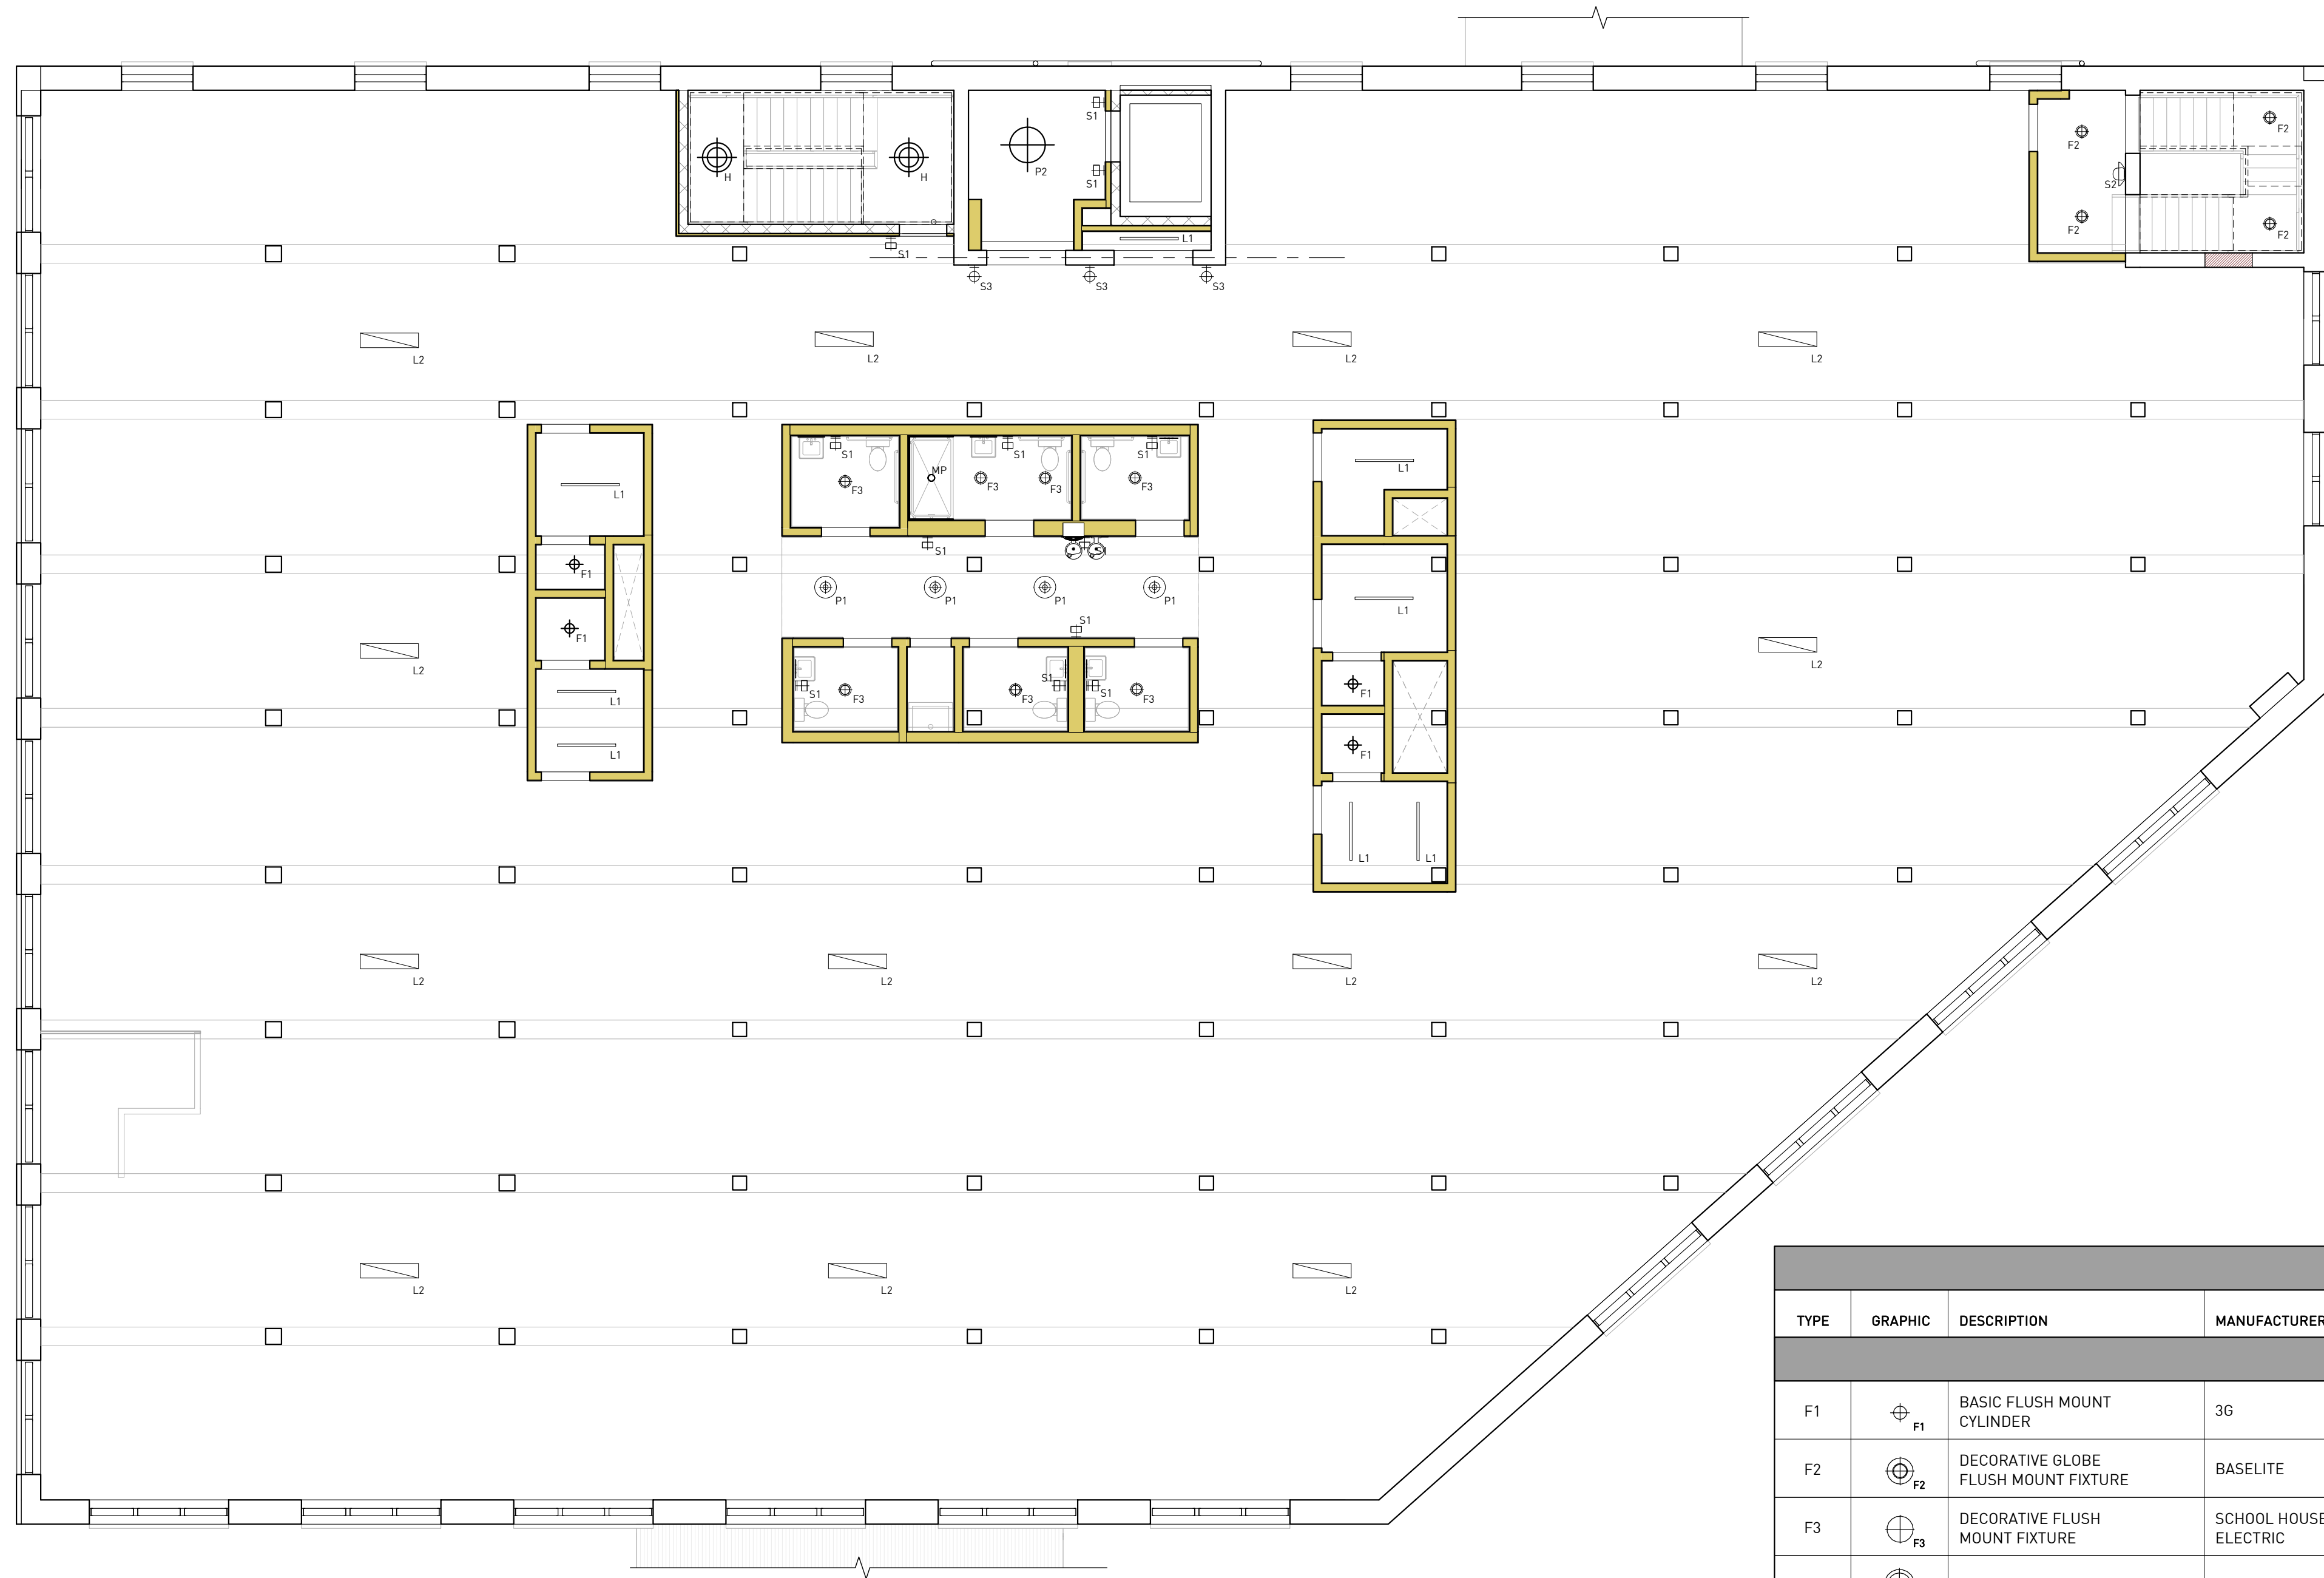 S1
F2
F2
H
H
P2
S1
S2
F2
F2
S1
L1
S3
S3
S3
L2
L2
L2
L2
S1
MP
S1
S1
L1
L1
F3
F3
F3
F3
S1
S1
F1
P1
P1
P1
P1
L1
S1
F1
L2
L2
S1
S1
S1
F1
L1
F3
F3
F3
L1
F1
L1
L1
L2
L2
L2
L2
L2
L2
L2
TYPE GRAPHIC DESCRIPTION MANUFACTURER
F1 F1 BASIC FLUSH MOUNT
CYLINDER
3G
F2 F2 DECORATIVE GLOBE
FLUSH MOUNT FIXTURE
BASELITE
F3 F3 DECORATIVE FLUSH
MOUNT FIXTURE
SCHOOL HOUSE
ELECTRIC